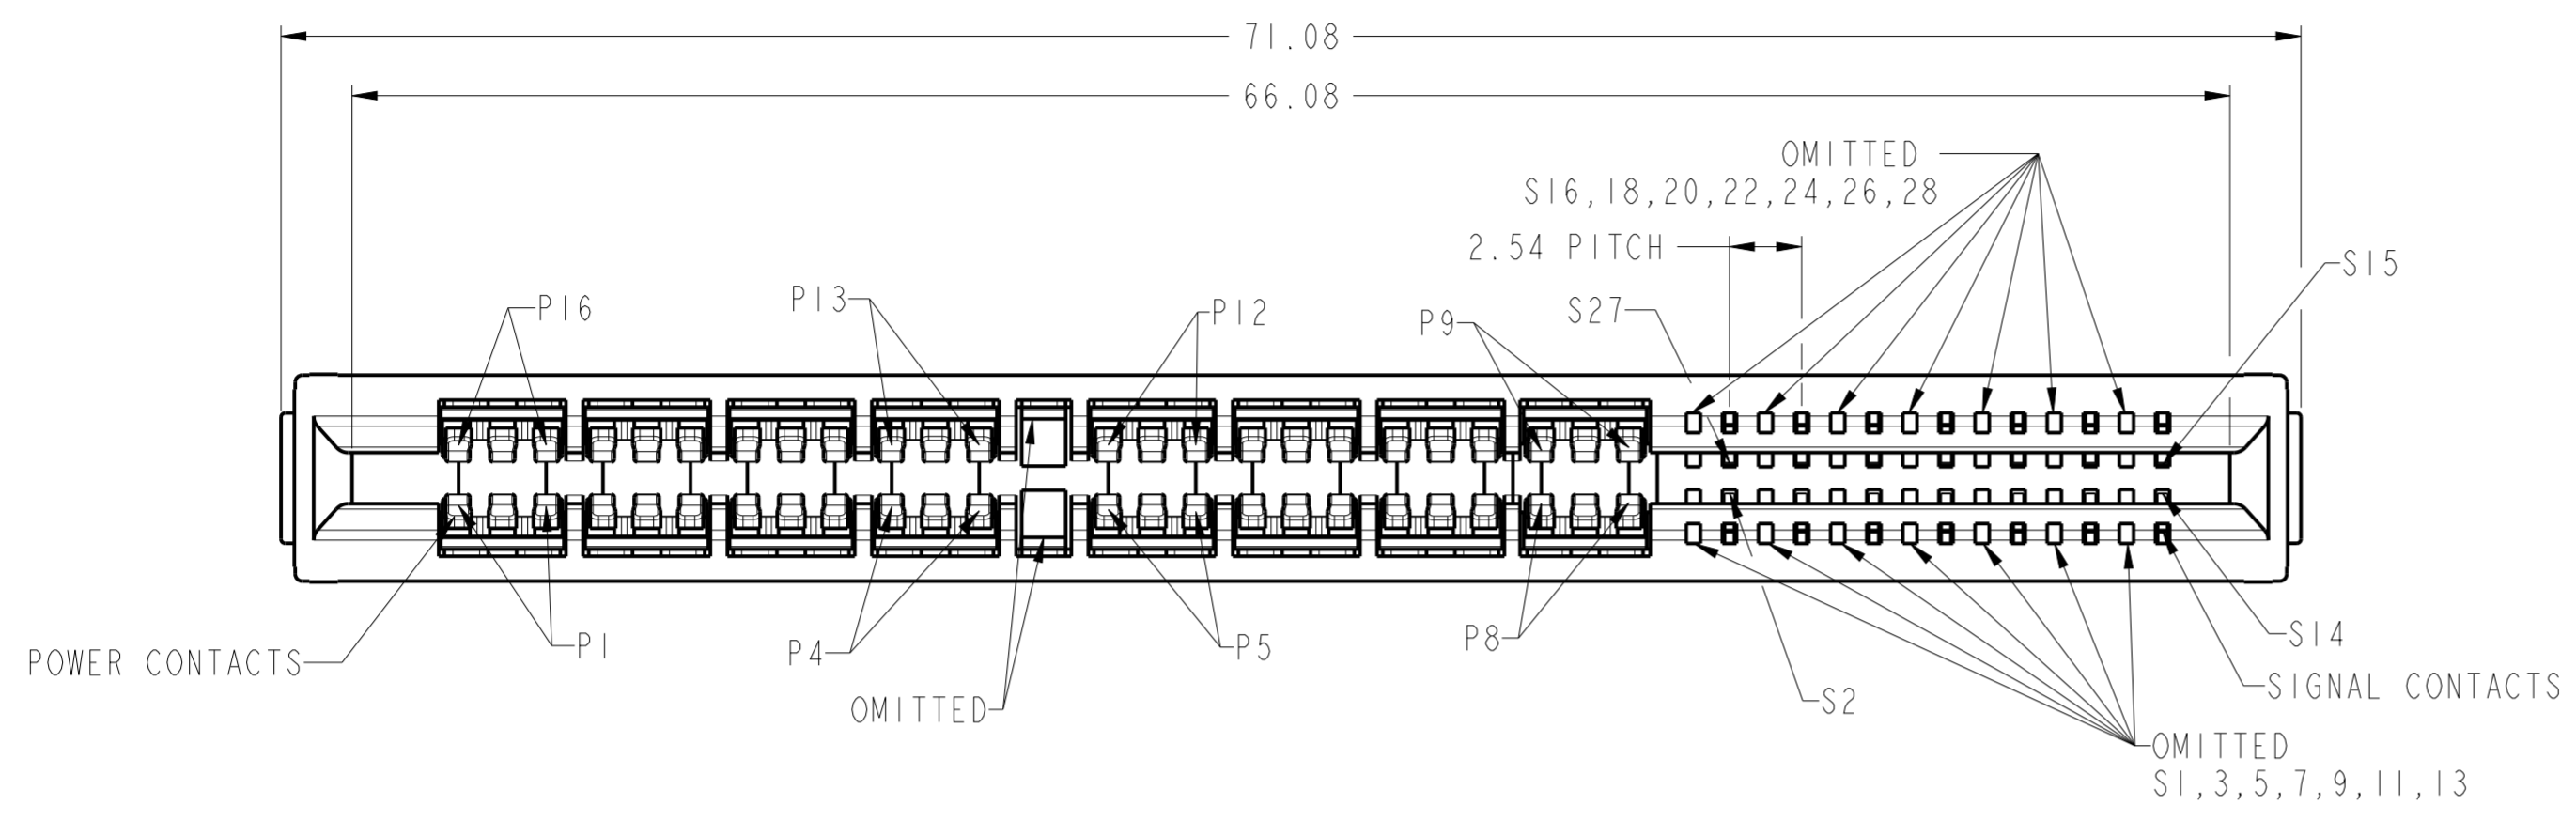 71.08
66.08
OMITTED
S16,18,20,22,24,26,28
2.54 PITCH
S15
P16
P13
P12
P9
S27
POWER CONTACTS
P1
P4
OMITTED
P5
P8
S2
S14
SIGNAL CONTACTS
OMITTED
S1,3,5,7,9,11,13